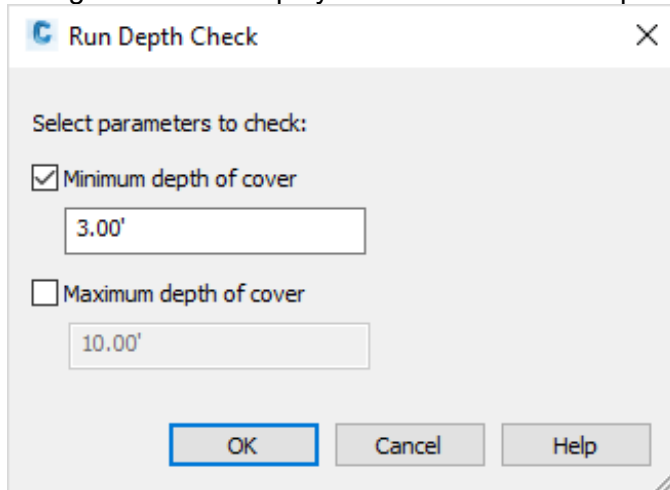 Run Depth Check
Select parameters to check:
Minimum depth of cover
3.00'
Maximum depth of cover
10.00'
OK Cancel Help